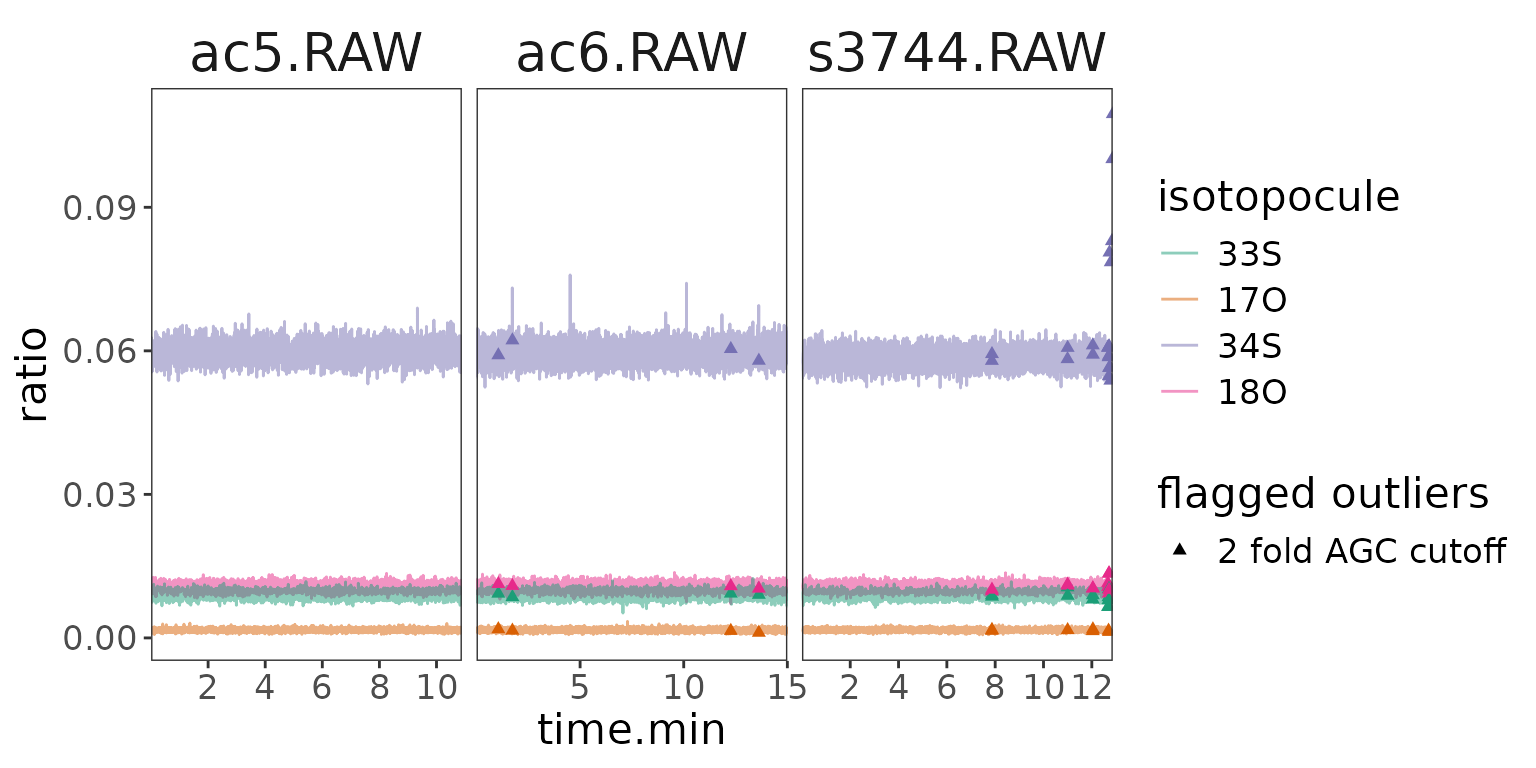 ac5.RAW
ac6.RAW
s3744.RAW
ratio
0.09
0.06
0.03
0.00
2 4 6 8 10
5 10 15
2 4 6 8 10 12
time.min
isotopocule
33S
17O
34S
18O
flagged outliers
2 fold AGC cutoff